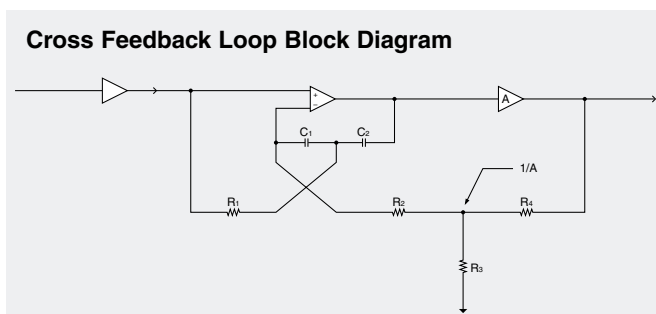 Cross Feedback Loop Block Diagram
+
−
A
C1 C2
1/A
R1 R2 R4
R3